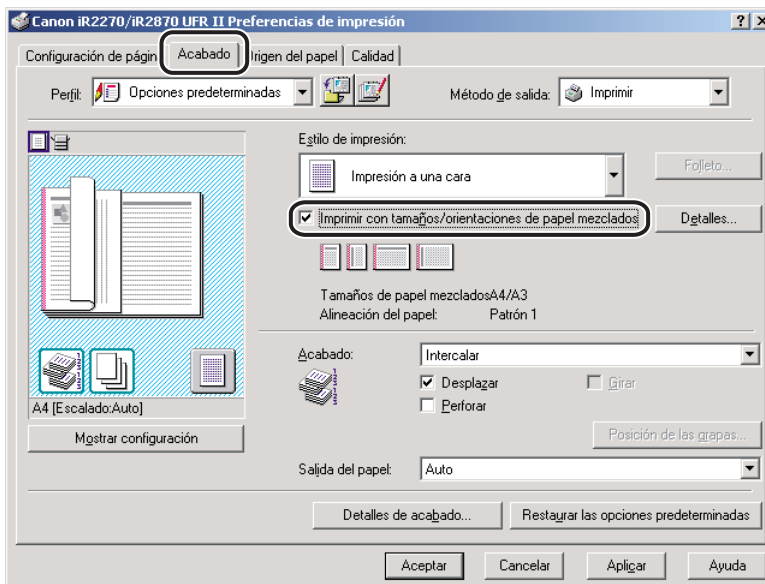 Canon iR2270/iR2870 UFR II Preferencias de impresión
Configuración de págin Acabado Origen del papel Calidad
Perfil: Opciones predeterminadas Método de salida: Imprimir
Estilo de impresión:
Impresión a una cara
Folleto...
Imprimir con tamaños/orientaciones de papel mezclados
Detalles...
Tamaños de papel mezclados A4/A3
Alineación del papel: Patrón 1
Acabado: Intercalar
Desplazar Girar
Perforar
A4 [Escalado:Auto]
Mostrar configuración
Posición de las grapas...
Salida del papel: Auto
Detalles de acabado... Restaurar las opciones predeterminadas
Aceptar Cancelar Aplicar Ayuda